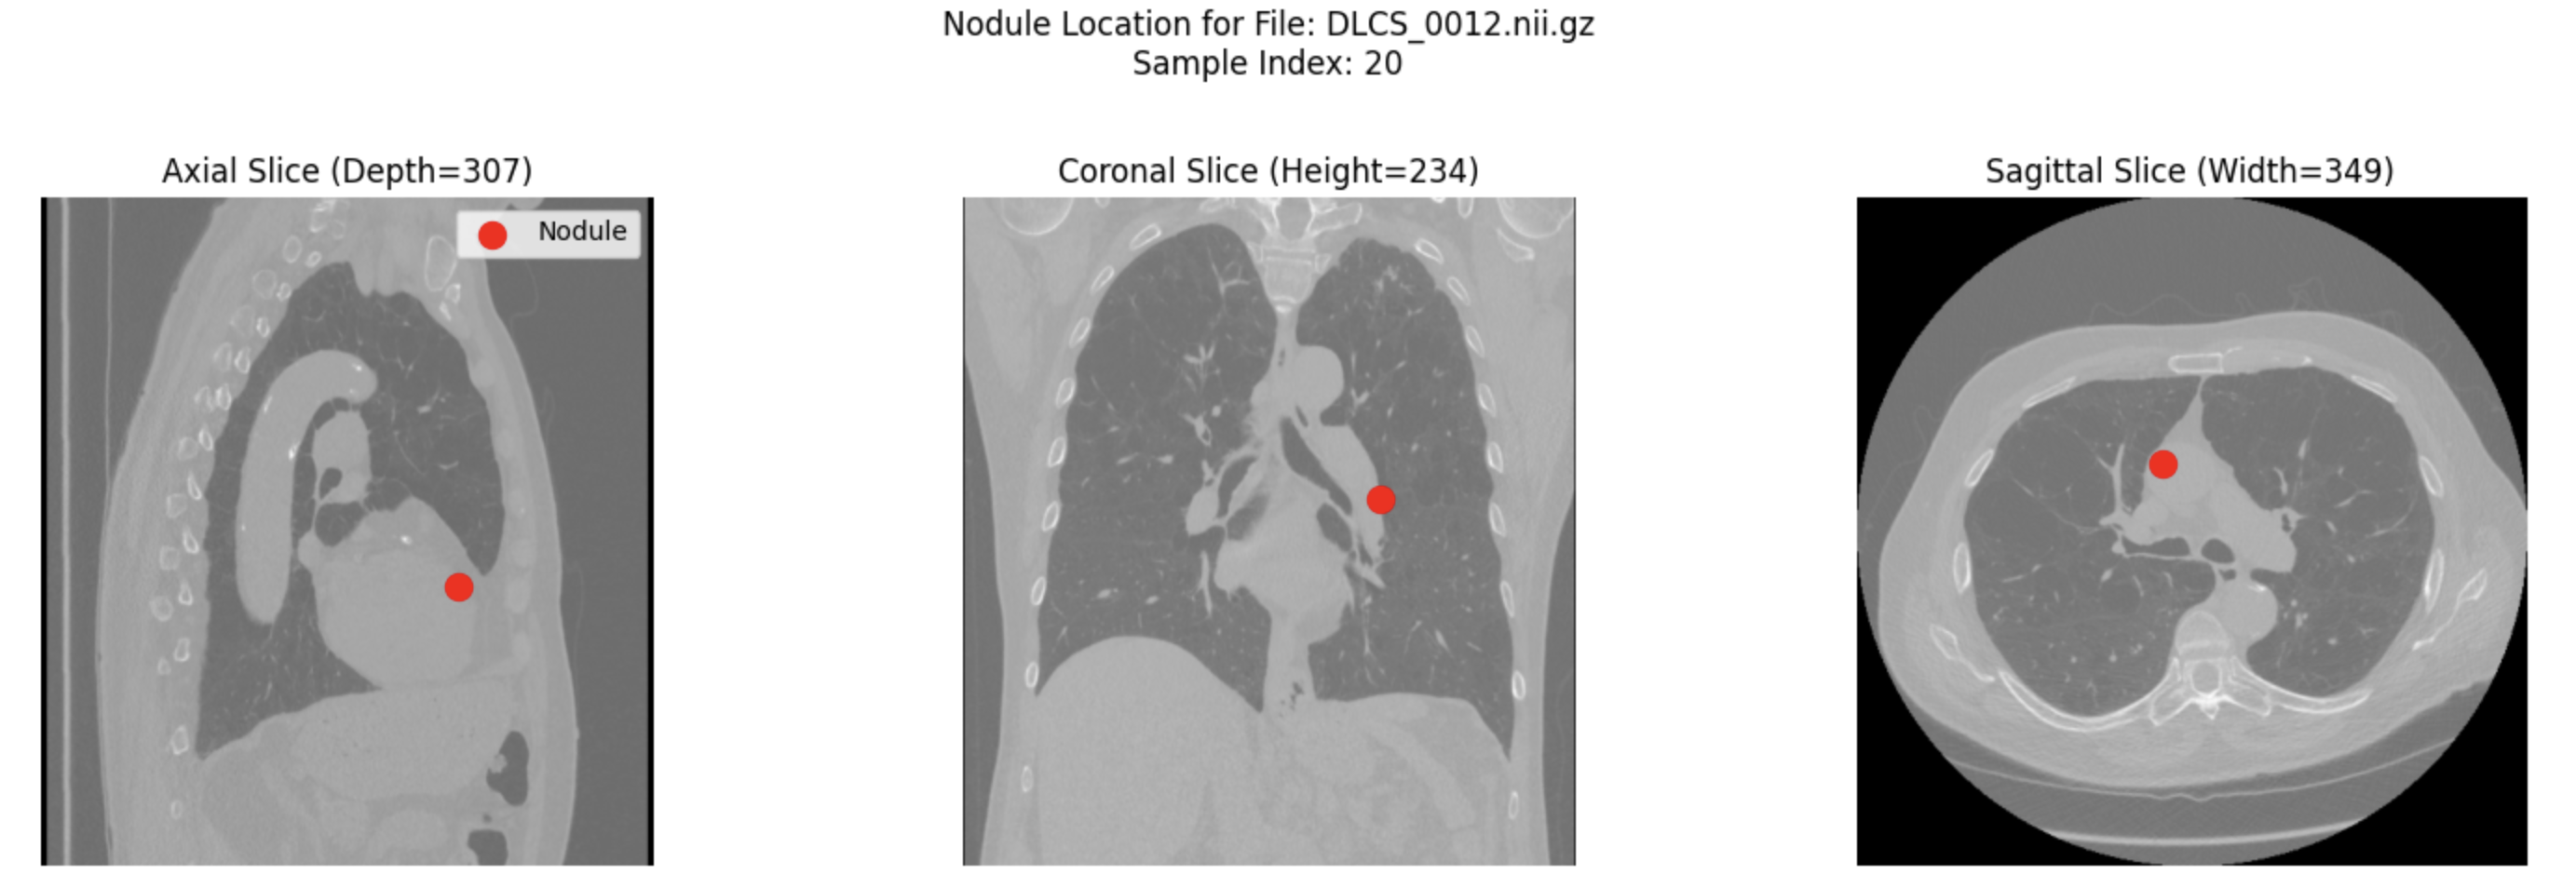 Nodule Location for File: DLCS_0012.nii.gz
Sample Index: 20
Axial Slice (Depth=307)
Coronal Slice (Height=234)
Sagittal Slice (Width=349)
Nodule